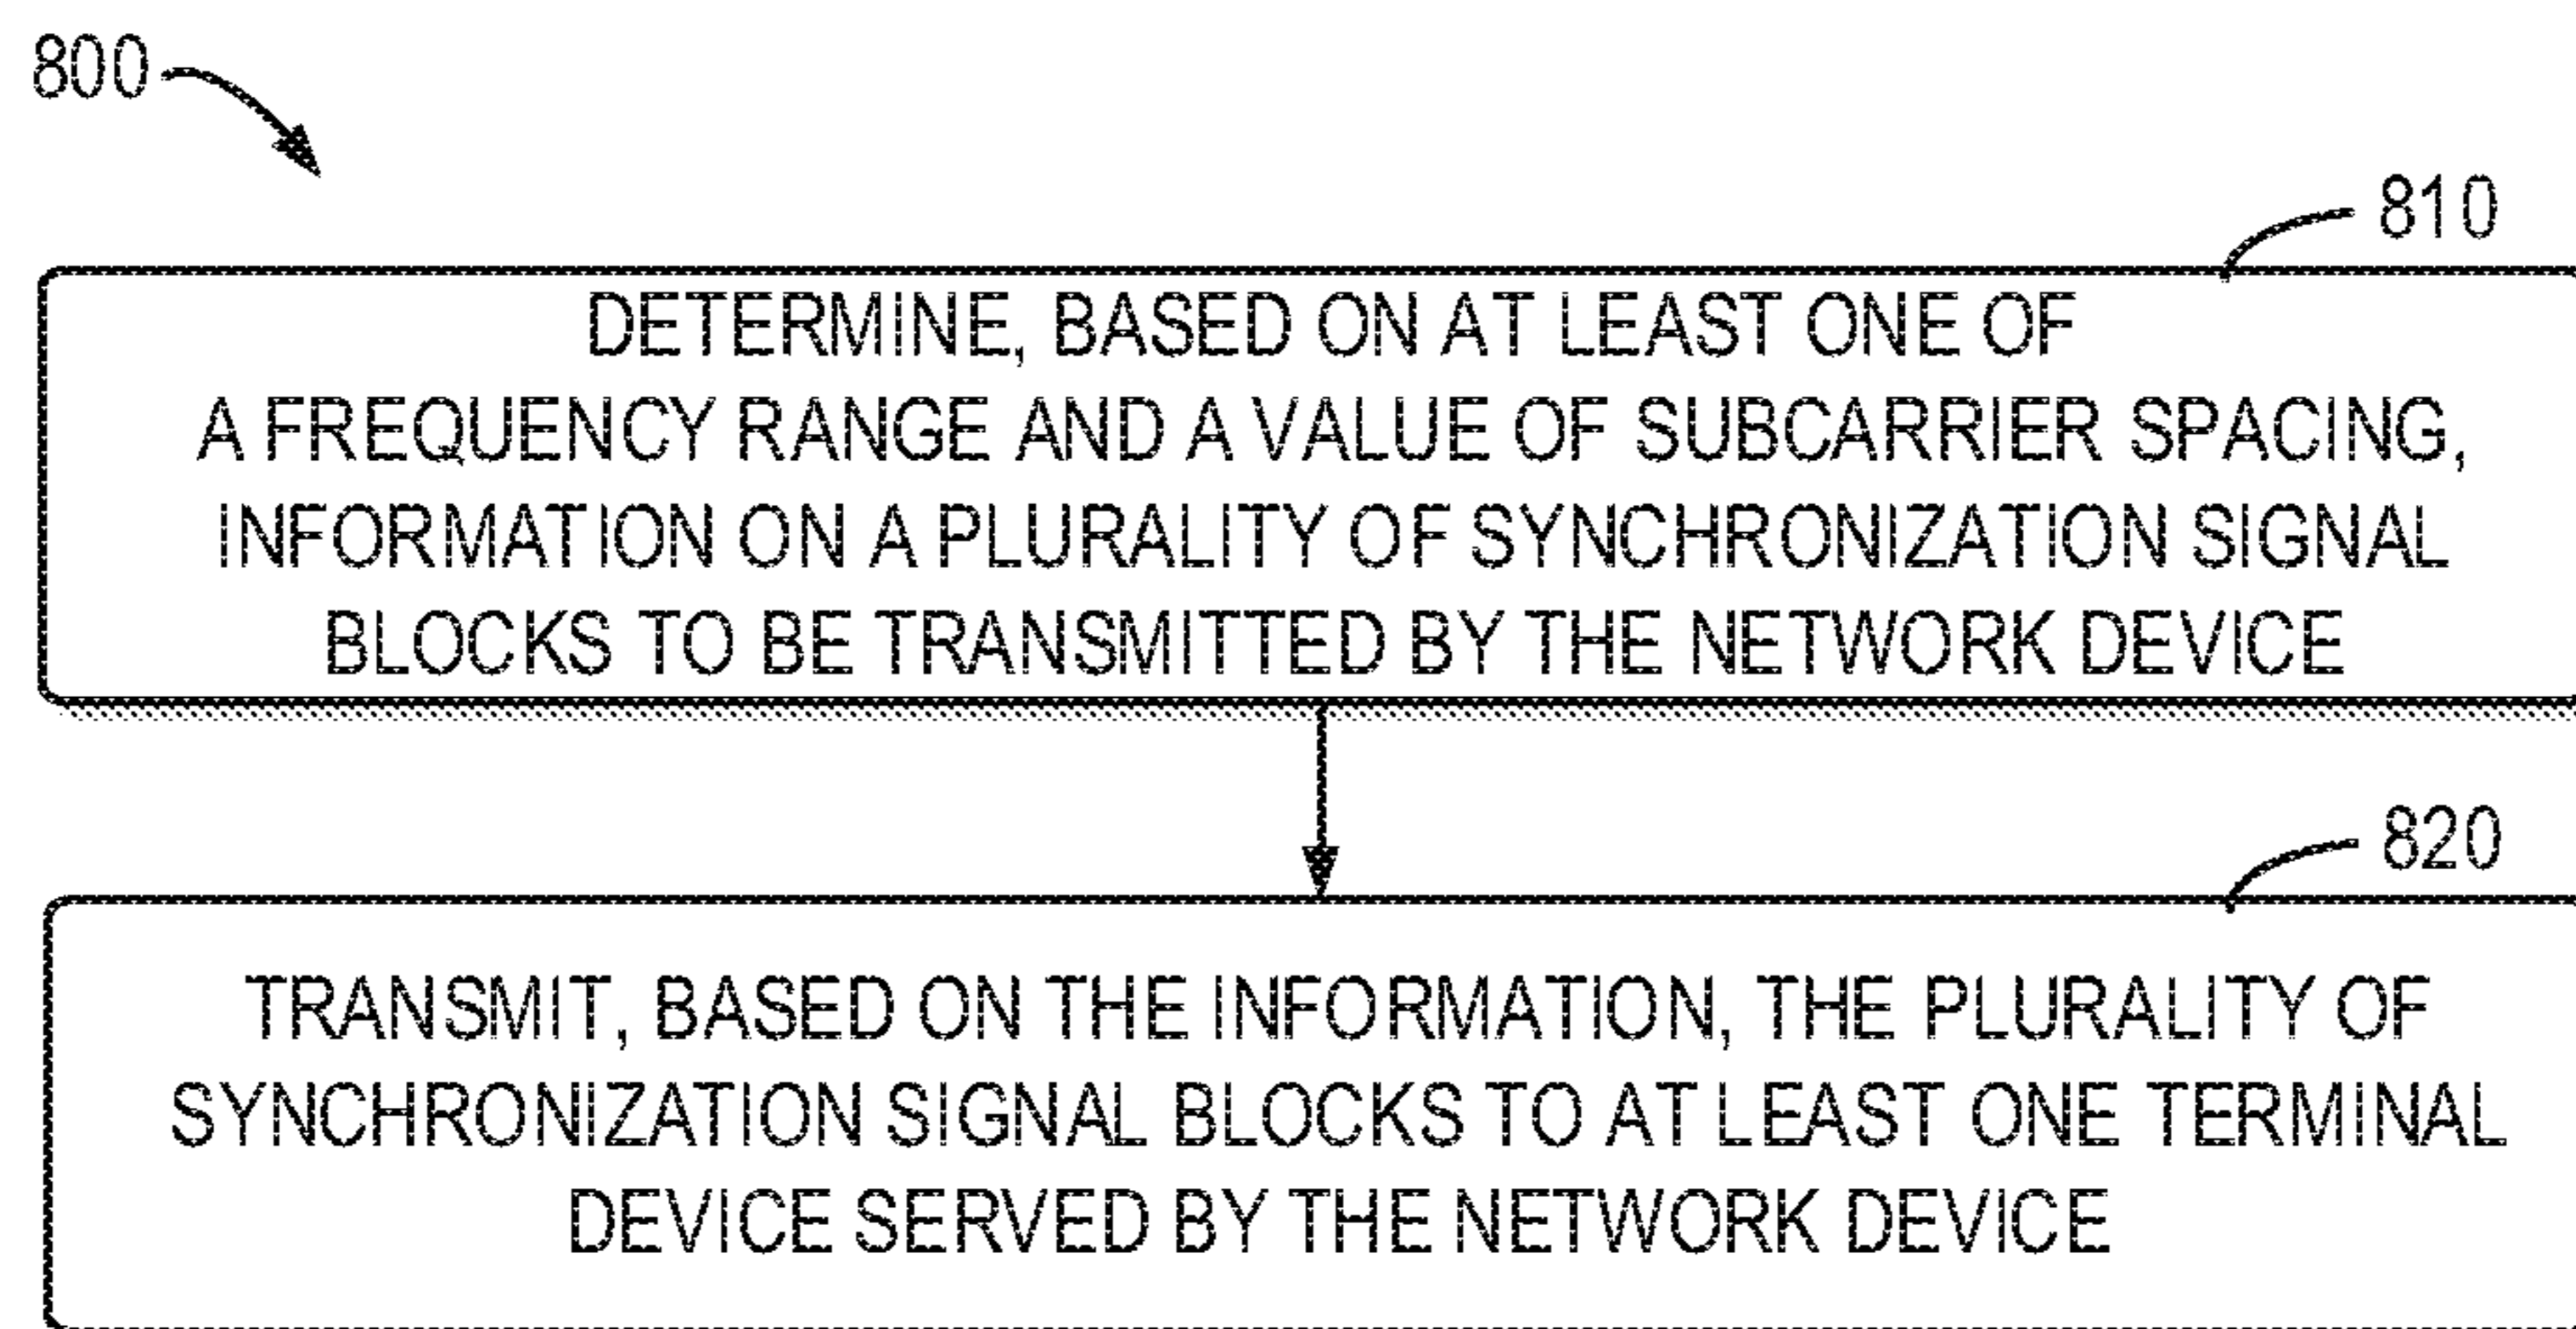 800
810
DETERMINE, BASED ON AT LEAST ONE OF
A FREQUENCY RANGE AND A VALUE OF SUBCARRIER SPACING,
INFORMATION ON A PLURALITY OF SYNCHRONIZATION SIGNAL
BLOCKS TO BE TRANSMITTED BY THE NETWORK DEVICE
820
TRANSMIT, BASED ON THE INFORMATION, THE PLURALITY OF
SYNCHRONIZATION SIGNAL BLOCKS TO AT LEAST ONE TERMINAL
DEVICE SERVED BY THE NETWORK DEVICE